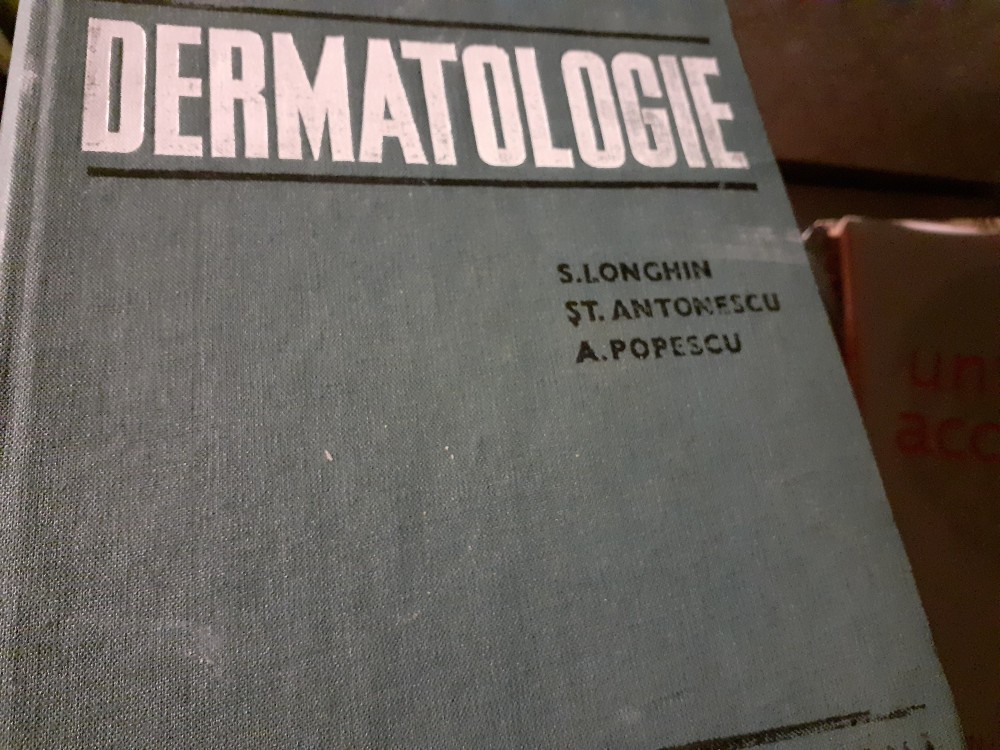 DERMATOLOGIE
S.LONGHIN
ŞT. ANTONESCU
A.POPESCU